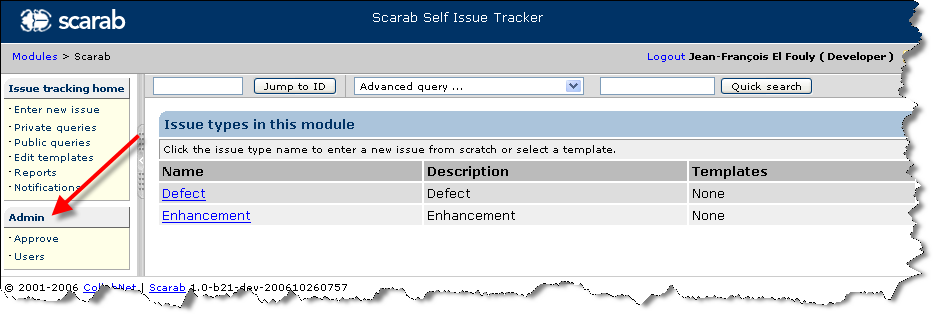 scarab
Scarab Self Issue Tracker
Modules > Scarab
Logout Jean-François El Fouly ( Developer )
Issue tracking home
Enter new issue
Private queries
Public queries
Edit templates
Reports
Notifications
Admin
Approve
Users
Jump to ID
Advanced query ...
Quick search
Issue types in this module
Click the issue type name to enter a new issue from scratch or select a template.
Name Description Templates
Defect Defect None
Enhancement Enhancement None
© 2001-2006 CollabNet | Scarab 1.0-b21-dev-200610260757